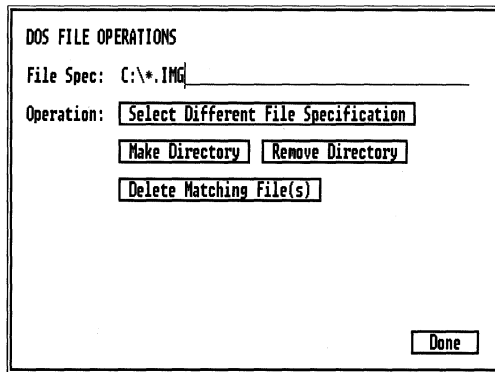 DOS FILE OPERATIONS
File Spec: C:\*.IMG
Operation: Select Different File Specification
Make Directory Remove Directory
Delete Matching File(s)
Done